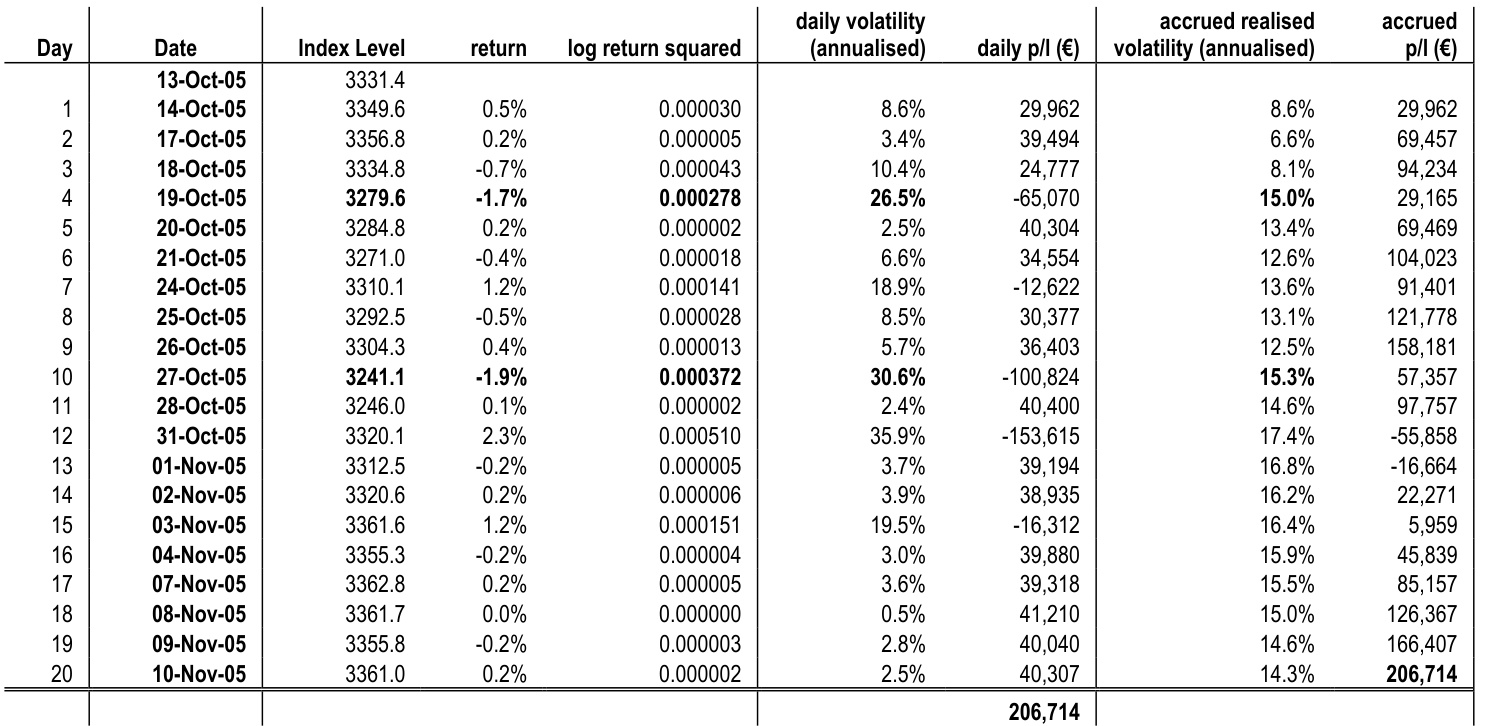 daily volatility accrued realised accrued
Day Date Index Level return log return squared (annualised) daily p/l (€) volatility (annualised) p/l (€)
13-Oct-05 3331.4
1 14-Oct-05 3349.6 0.5% 0.000030 8.6% 29,962 8.6% 29,962
2 17-Oct-05 3356.8 0.2% 0.000005 3.4% 39,494 6.6% 69,457
3 18-Oct-05 3334.8 -0.7% 0.000043 10.4% 24,777 8.1% 94,234
4 19-Oct-05 3279.6 -1.7% 0.000278 26.5% -65,070 15.0% 29,165
5 20-Oct-05 3284.8 0.2% 0.000002 2.5% 40,304 13.4% 69,469
6 21-Oct-05 3271.0 -0.4% 0.000018 6.6% 34,554 12.6% 104,023
7 24-Oct-05 3310.1 1.2% 0.000141 18.9% -12,622 13.6% 91,401
8 25-Oct-05 3292.5 -0.5% 0.000028 8.5% 30,377 13.1% 121,778
9 26-Oct-05 3304.3 0.4% 0.000013 5.7% 36,403 12.5% 158,181
10 27-Oct-05 3241.1 -1.9% 0.000372 30.6% -100,824 15.3% 57,357
11 28-Oct-05 3246.0 0.1% 0.000002 2.4% 40,400 14.6% 97,757
12 31-Oct-05 3320.1 2.3% 0.000510 35.9% -153,615 17.4% -55,858
13 01-Nov-05 3312.5 -0.2% 0.000005 3.7% 39,194 16.8% -16,664
14 02-Nov-05 3320.6 0.2% 0.000006 3.9% 38,935 16.2% 22,271
15 03-Nov-05 3361.6 1.2% 0.000151 19.5% -16,312 16.4% 5,959
16 04-Nov-05 3355.3 -0.2% 0.000004 3.0% 39,880 15.9% 45,839
17 07-Nov-05 3362.8 0.2% 0.000005 3.6% 39,318 15.5% 85,157
18 08-Nov-05 3361.7 0.0% 0.000000 0.5% 41,210 15.0% 126,367
19 09-Nov-05 3355.8 -0.2% 0.000003 2.8% 40,040 14.6% 166,407
20 10-Nov-05 3361.0 0.2% 0.000002 2.5% 40,307 14.3% 206,714
206,714